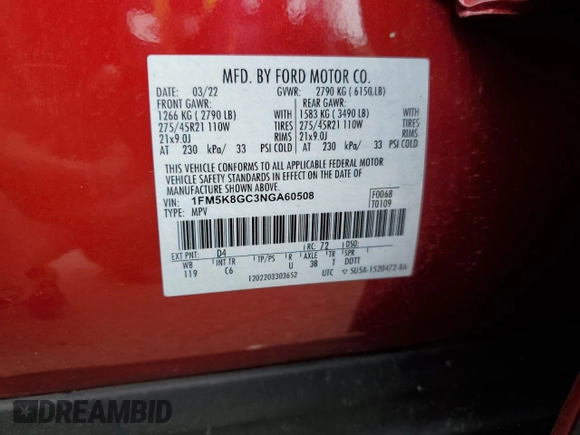 MFD. BY FORD MOTOR CO.
DATE: 03/22 GVWR: 2790 KG ( 6150 LB)
FRONT GAWR: REAR GAWR:
1266 KG ( 2790 LB) WITH 1583 KG ( 3490 LB) WITH
275/45R21 110W TIRES 275/45R21 110W TIRES
21x9.0J RIMS 21x9.0J RIMS
AT 230 kPa/ 33 PSI COLD AT 230 kPa/ 33 PSI COLD
THIS VEHICLE CONFORMS TO ALL APPLICABLE FEDERAL MOTOR
VEHICLE SAFETY STANDARDS IN EFFECT ON THE DATE OF
MANUFACTURE SHOWN ABOVE.
VIN: 1FM5K8GC3NGA60508 F0068
TYPE: MPV T0109
EXT PNT: D4 RC: 72 DSO:
WB INT TR TP/PS R AXLE TR SPR
119 C6 U 38 T DDTT
1202203303652 UTC ▽ 5U5A-1520472-BA
DREAMBID